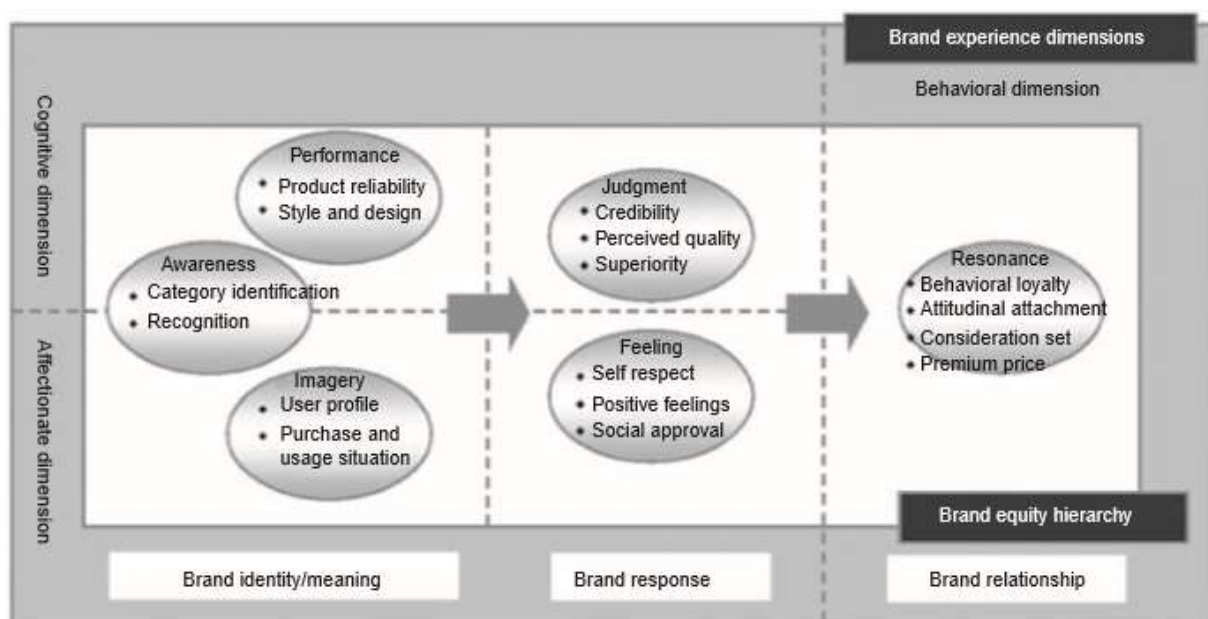 Brand experience dimensions
Behavioral dimension
Cognitive dimension
Affectionate dimension
Performance
• Product reliability
• Style and design
Awareness
• Category identification
• Recognition
Imagery
• User profile
• Purchase and
usage situation
Judgment
• Credibility
• Perceived quality
• Superiority
Feeling
• Self respect
• Positive feelings
• Social approval
Resonance
• Behavioral loyalty
• Attitudinal attachment
• Consideration set
• Premium price
Brand equity hierarchy
Brand identity/meaning
Brand response
Brand relationship